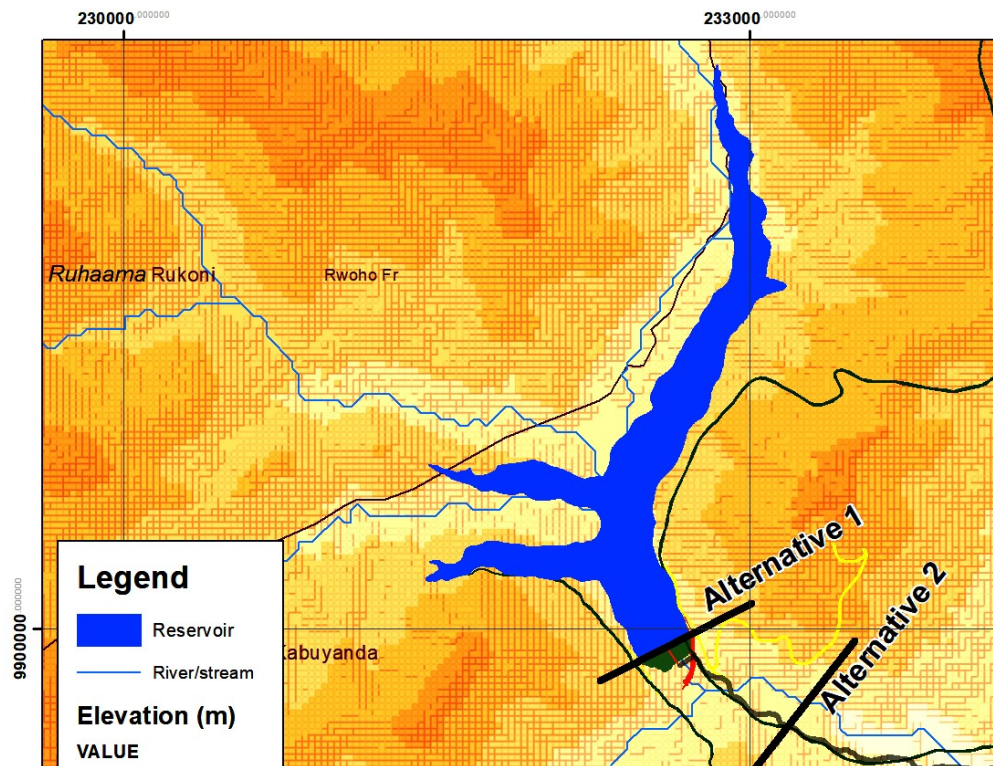 230000.000000
233000.000000
Ruhaama Rukoni
Rwoho Fr
Alternative 1
Alternative 2
9900000.000000
abuyanda
Legend
Reservoir
River/stream
Elevation (m)
VALUE